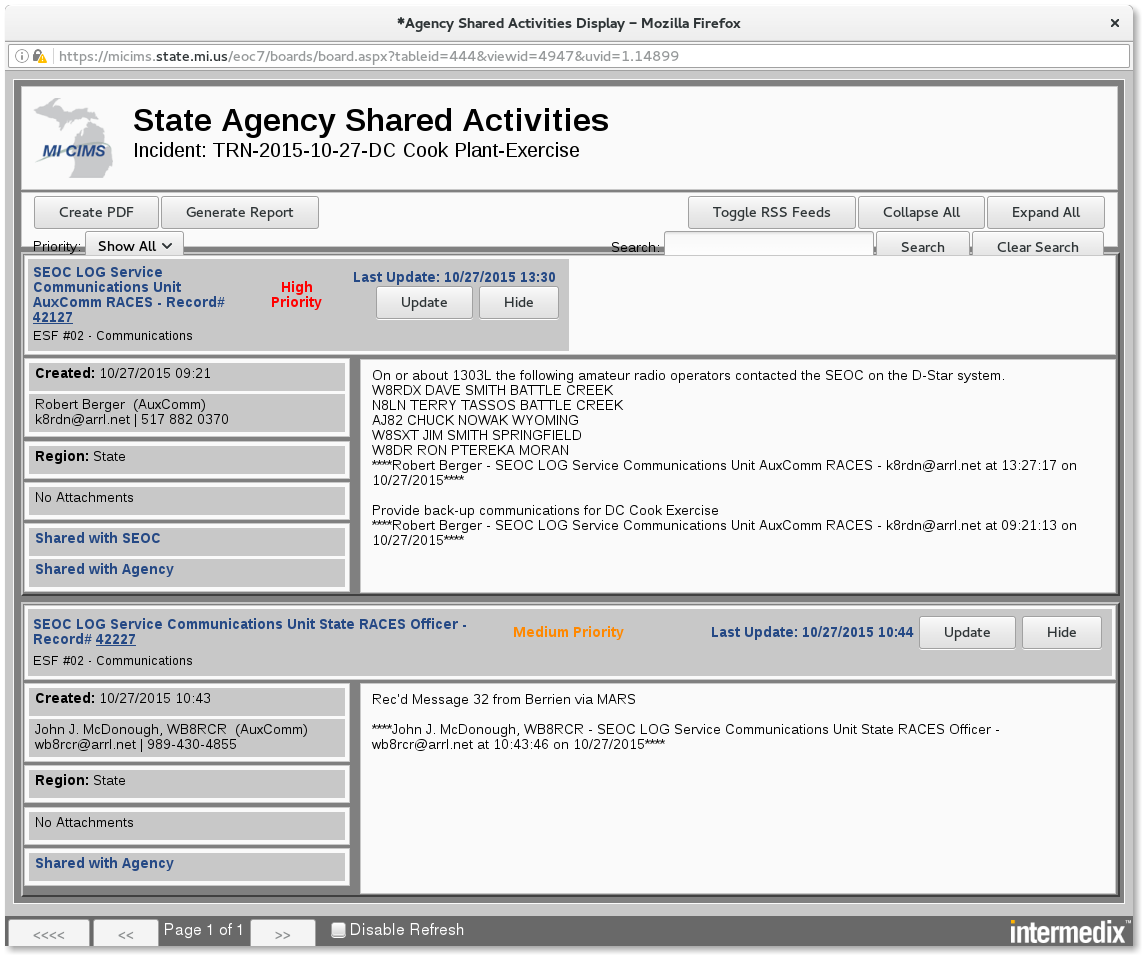 *Agency Shared Activities Display – Mozilla Firefox
https://micims.state.mi.us/eoc7/boards/board.aspx?tableid=444&viewid=4947&uvid=1.14899
MI-CIMS
State Agency Shared Activities
Incident: TRN-2015-10-27-DC Cook Plant-Exercise
Create PDF Generate Report Toggle RSS Feeds Collapse All Expand All
Priority: Show All Search: Search Clear Search
SEOC LOG Service
Communications Unit
AuxComm RACES - Record#
42127
ESF #02 - Communications
High
Priority
Last Update: 10/27/2015 13:30
Update Hide
Created: 10/27/2015 09:21
Robert Berger (AuxComm)
k8rdn@arrl.net | 517 882 0370
Region: State
No Attachments
Shared with SEOC
Shared with Agency
On or about 1303L the following amateur radio operators contacted the SEOC on the D-Star system.
W8RDX DAVE SMITH BATTLE CREEK
N8LN TERRY TASSOS BATTLE CREEK
AJ82 CHUCK NOWAK WYOMING
W8SXT JIM SMITH SPRINGFIELD
W8DR RON PTEREKA MORAN
****Robert Berger - SEOC LOG Service Communications Unit AuxComm RACES - k8rdn@arrl.net at 13:27:17 on
10/27/2015****
Provide back-up communications for DC Cook Exercise
****Robert Berger - SEOC LOG Service Communications Unit AuxComm RACES - k8rdn@arrl.net at 09:21:13 on
10/27/2015****
SEOC LOG Service Communications Unit State RACES Officer -
Record# 42227
ESF #02 - Communications
Medium Priority
Last Update: 10/27/2015 10:44 Update Hide
Created: 10/27/2015 10:43
John J. McDonough, WB8RCR (AuxComm)
wb8rcr@arrl.net | 989-430-4855
Region: State
No Attachments
Shared with Agency
Rec'd Message 32 from Berrien via MARS
****John J. McDonough, WB8RCR - SEOC LOG Service Communications Unit State RACES Officer -
wb8rcr@arrl.net at 10:43:46 on 10/27/2015****
<<<< << Page 1 of 1 >> Disable Refresh intermedix™